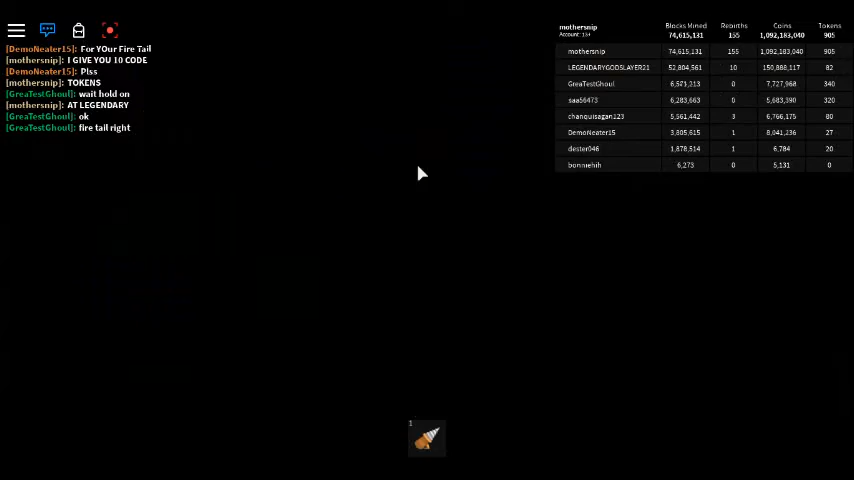 [DemoNeater15]: For YOur Fire Tail
[mothersnip]: I GIVE YOU 10 CODE
[DemoNeater15]: Plss
[mothersnip]: TOKENS
[GreaTestGhoul]: wait hold on
[mothersnip]: AT LEGENDARY
[GreaTestGhoul]: ok
[GreaTestGhoul]: fire tail right
mothersnip Blocks Mined Rebirths Coins Tokens
Account: 13+ 74,615,131 155 1,092,183,040 905
mothersnip 74,615,131 155 1,092,183,040 905
LEGENDARYGODSLAYER21 52,804,561 10 150,888,117 82
GreaTestGhoul 6,571,213 0 7,727,968 340
saa56473 6,283,663 0 5,683,390 320
chanquisagan123 5,561,442 3 6,766,175 80
DemoNeater15 3,805,615 1 8,041,236 27
dester046 1,878,514 1 6,784 20
bonniehih 6,273 0 5,131 0
1